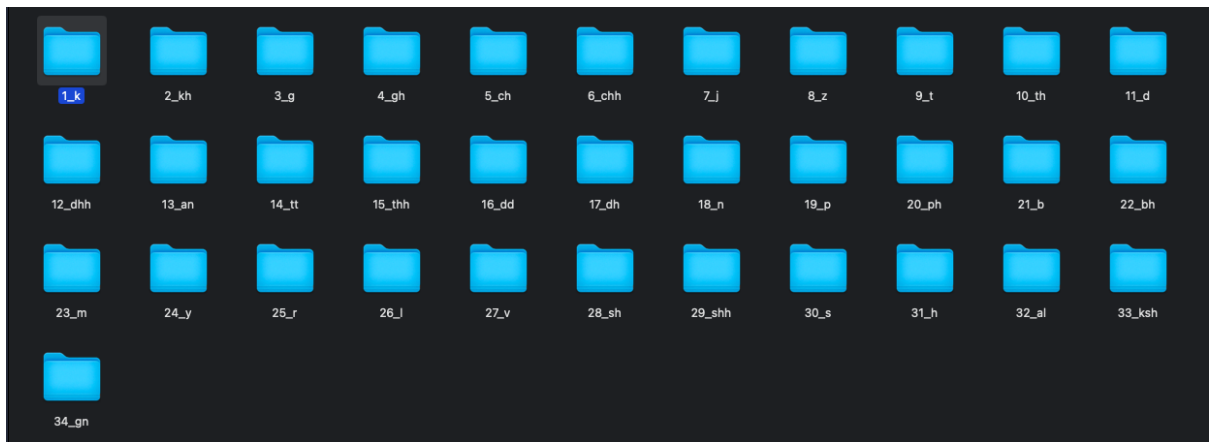 1_k 2_kh 3_g 4_gh 5_ch 6_chh 7_j 8_z 9_t 10_th 11_d
12_dhh 13_an 14_tt 15_thh 16_dd 17_dh 18_n 19_p 20_ph 21_b 22_bh
23_m 24_y 25_r 26_l 27_v 28_sh 29_shh 30_s 31_h 32_al 33_ksh
34_gn